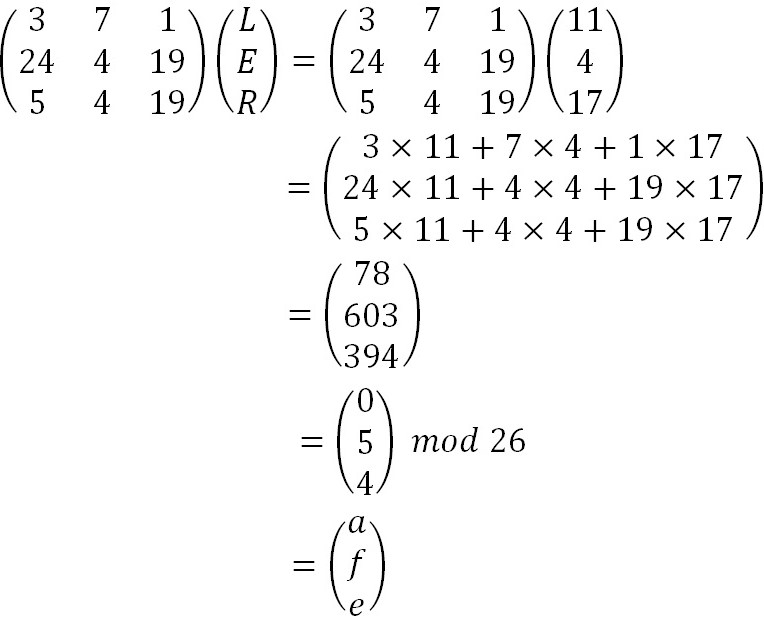 (3 7 1; 24 4 19; 5 4 19)(L; E; R) = (3 7 1; 24 4 19; 5 4 19)(11; 4; 17)
= (3 × 11 + 7 × 4 + 1 × 17; 24 × 11 + 4 × 4 + 19 × 17; 5 × 11 + 4 × 4 + 19 × 17)
= (78; 603; 394)
= (0; 5; 4) mod 26
= (a; f; e)